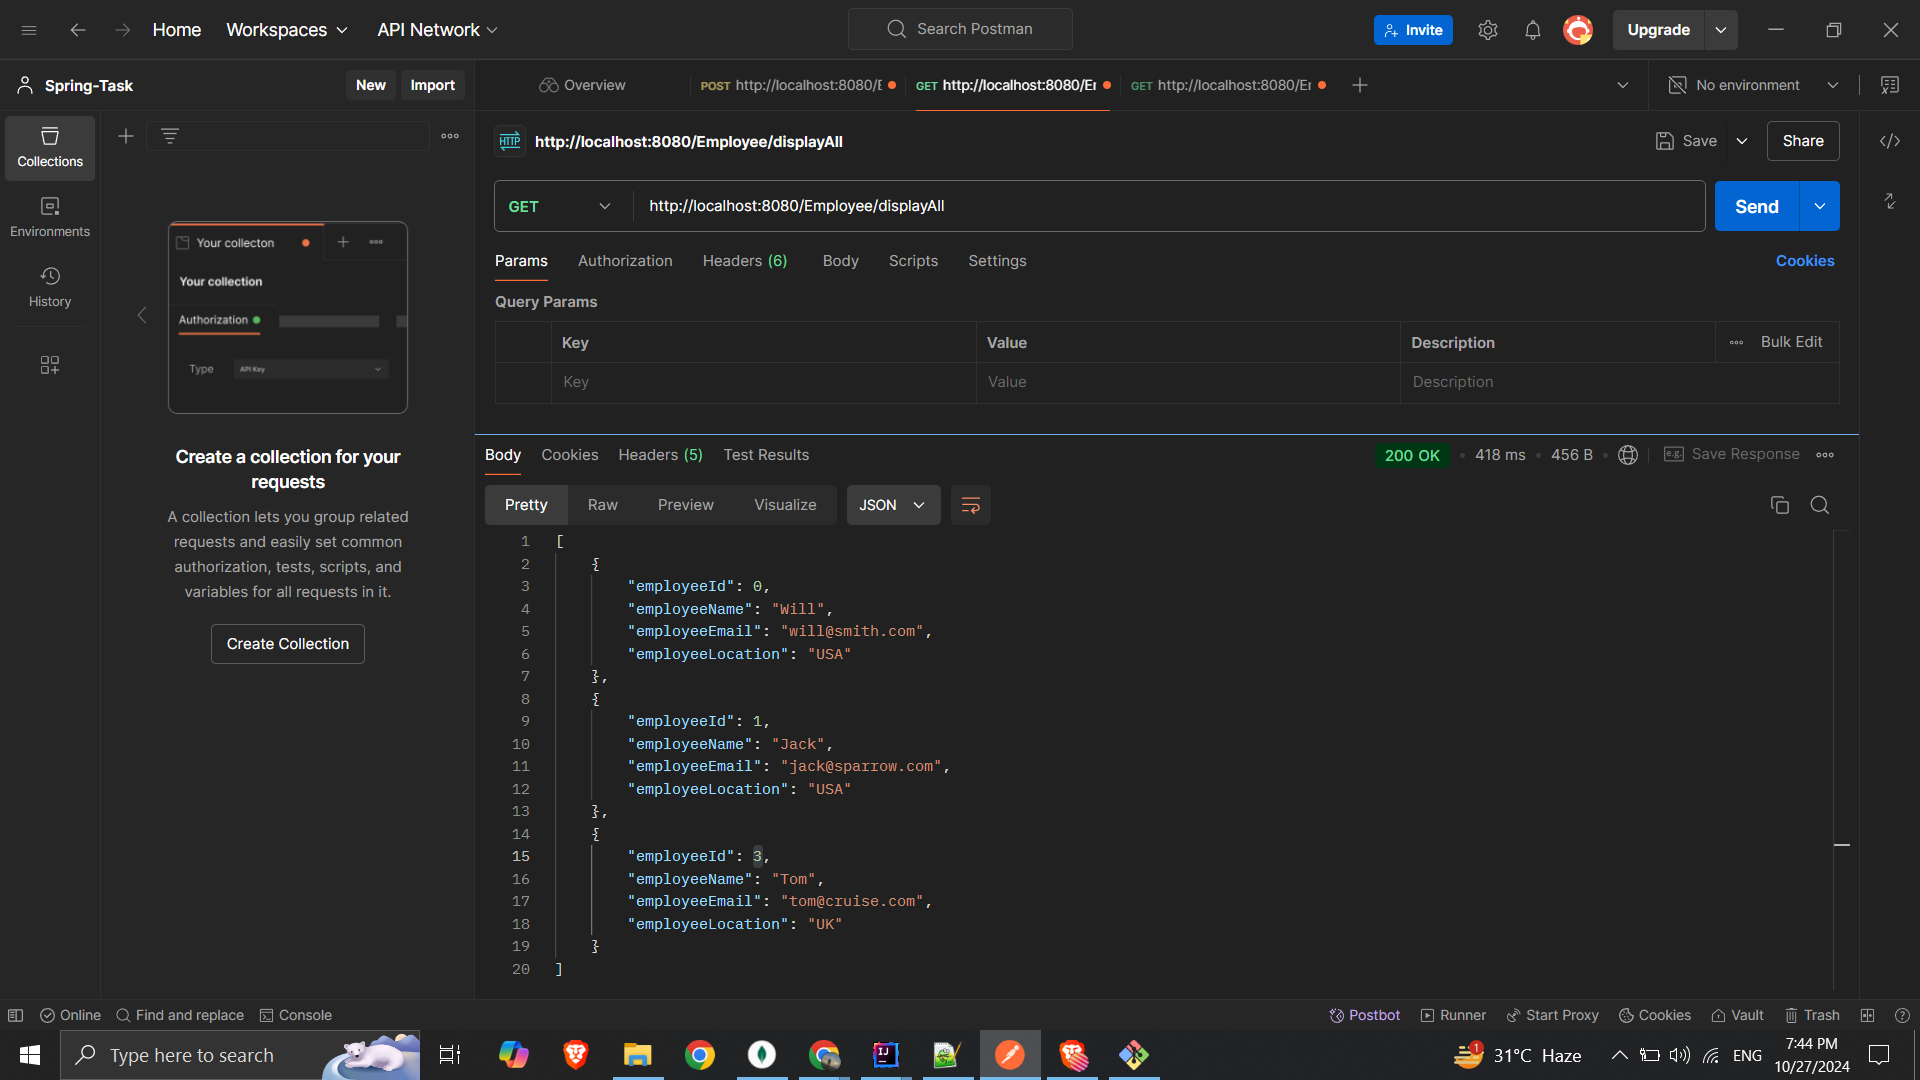 Home Workspaces API Network Search Postman Invite Upgrade
Spring-Task New Import Overview POST http://localhost:8080/E GET http://localhost:8080/Er GET http://localhost:8080/Er No environment
Collections
Environments
History
Your collecton
Your collection
Authorization
Type API Key
Create a collection for your
requests
A collection lets you group related
requests and easily set common
authorization, tests, scripts, and
variables for all requests in it.
Create Collection
HTTP http://localhost:8080/Employee/displayAll Save Share
GET http://localhost:8080/Employee/displayAll Send
Params Authorization Headers (6) Body Scripts Settings Cookies
Query Params
Key Value Description Bulk Edit
Key Value Description
Body Cookies Headers (5) Test Results 200 OK 418 ms 456 B e.g. Save Response
Pretty Raw Preview Visualize JSON
1 [
2 {
3 "employeeId": 0,
4 "employeeName": "Will",
5 "employeeEmail": "will@smith.com",
6 "employeeLocation": "USA"
7 },
8 {
9 "employeeId": 1,
10 "employeeName": "Jack",
11 "employeeEmail": "jack@sparrow.com",
12 "employeeLocation": "USA"
13 },
14 {
15 "employeeId": 3,
16 "employeeName": "Tom",
17 "employeeEmail": "tom@cruise.com",
18 "employeeLocation": "UK"
19 }
20 ]
Online Find and replace Console Postbot Runner Start Proxy Cookies Vault Trash
Type here to search IJ 1 31°C Haze ENG 7:44 PM
10/27/2024